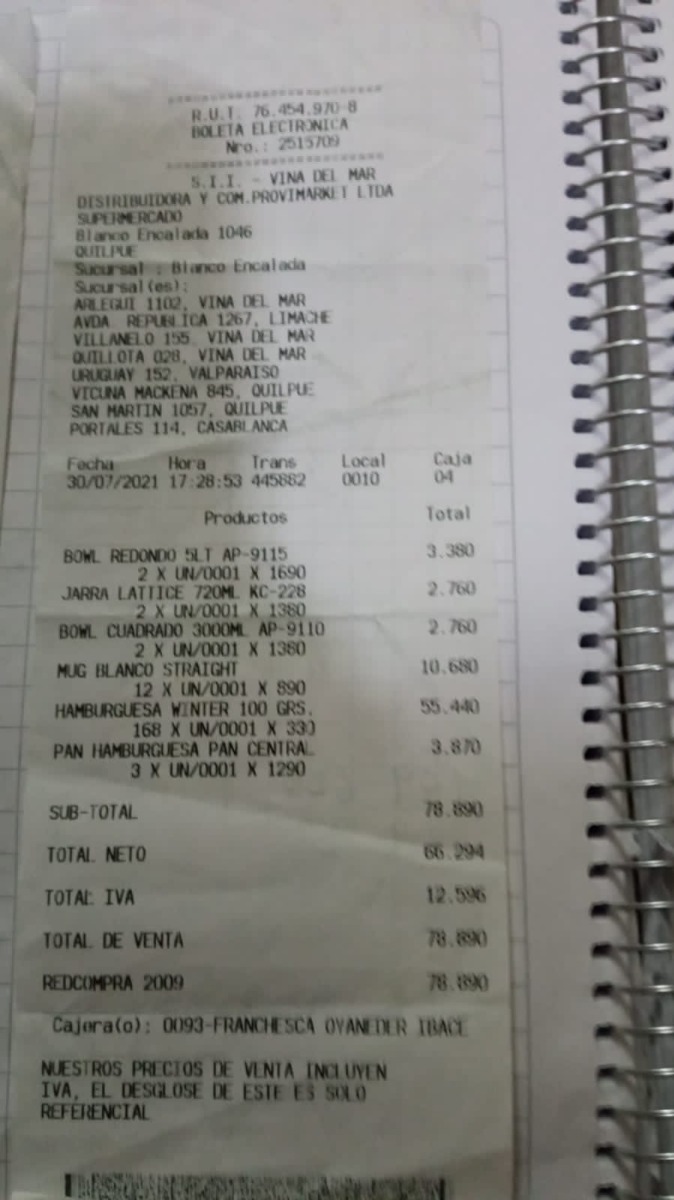 R.U.T. 76.454.970-8
BOLETA ELECTRONICA
Nro.: 2515709
S.I.I. - VINA DEL MAR
DISTRIBUIDORA Y COM.PROVIMARKET LTDA
SUPERMERCADO
Blanco Encalada 1046
QUILPUE
Sucursal : Blanco Encalada
Sucursal(es):
ARLEGUI 1102, VINA DEL MAR
AVDA. REPUBLICA 1267, LIMACHE
VILLANELO 155, VINA DEL MAR
QUILLOTA 028, VINA DEL MAR
URUGUAY 152, VALPARAISO
VICUNA MACKENA 845, QUILPUE
SAN MARTIN 1057, QUILPUE
PORTALES 114, CASABLANCA
Fecha Hora Trans Local Caja
30/07/2021 17:28:53 445882 0010 04
Productos Total
BOWL REDONDO 5LT AP-9115 3.380
2 X UN/0001 X 1690
JARRA LATTICE 720ML KC-228 2.760
2 X UN/0001 X 1380
BOWL CUADRADO 3000ML AP-9110 2.760
2 X UN/0001 X 1380
MUG BLANCO STRAIGHT 10.680
12 X UN/0001 X 890
HAMBURGUESA WINTER 100 GRS. 55.440
168 X UN/0001 X 330
PAN HAMBURGUESA PAN CENTRAL 3.870
3 X UN/0001 X 1290
SUB-TOTAL 78.890
TOTAL NETO 66.294
TOTAL IVA 12.596
TOTAL DE VENTA 78.890
REDCOMPRA 2009 78.890
Cajera(o): 0093-FRANCHESCA OYANEDER IBACE
NUESTROS PRECIOS DE VENTA INCLUYEN
IVA, EL DESGLOSE DE ESTE ES SOLO
REFERENCIAL